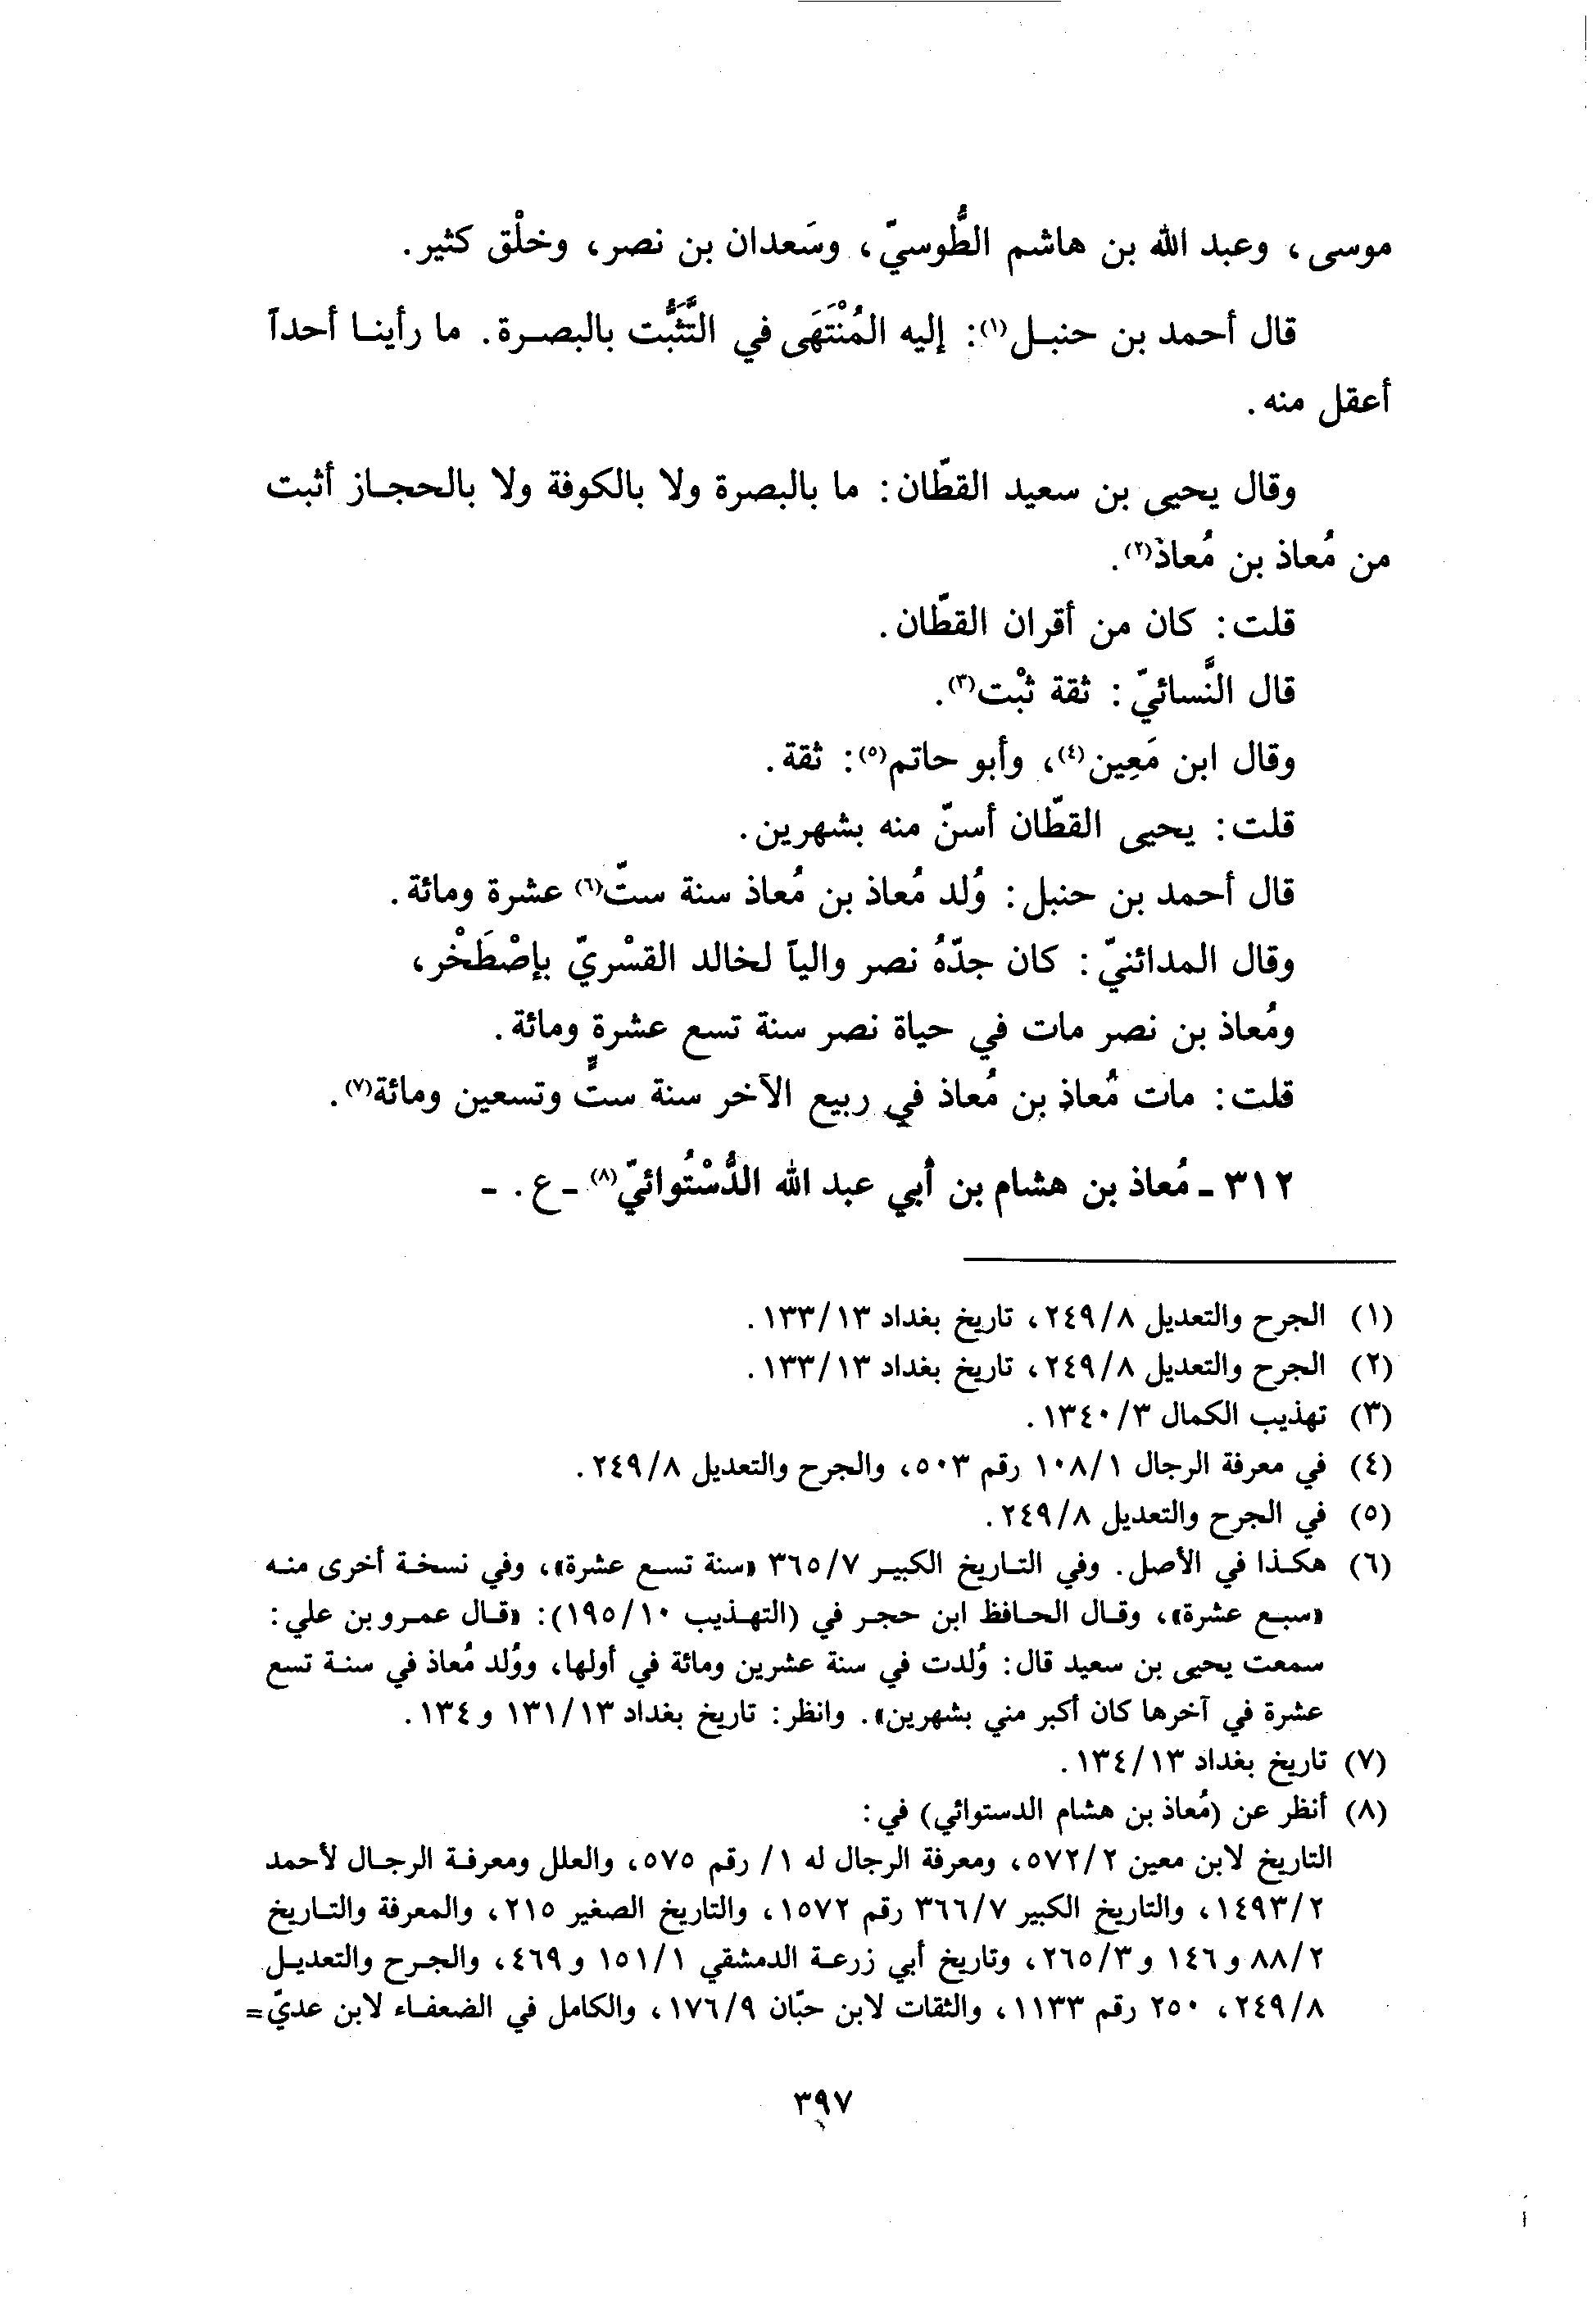 موسى، وعبد الله بن هاشم الطُّوسيّ، وسَعدان بن نصر، وخلْق كثير.
قال أحمد بن حنبل(١): إليه المُنْتَهَى في التَّثَبُّت بالبصرة. ما رأينا أحداً
أعقل منه.
وقال يحيى بن سعيد القطّان: ما بالبصرة ولا بالكوفة ولا بالحجاز أثبت
من مُعاذ بن مُعاذ(٢).
قلت: كان من أقران القطّان.
قال النَّسائيّ: ثقة ثبْت(٣).
وقال ابن مَعِين(٤)، وأبو حاتم(٥): ثقة.
قلت: يحيى القطّان أسنّ منه بشهرين.
قال أحمد بن حنبل: وُلد مُعاذ بن مُعاذ سنة ستّ(٦) عشرة ومائة.
وقال المدائنيّ: كان جدّهُ نصر والياً لخالد القسْريّ بإصْطَخْر،
ومُعاذ بن نصر مات في حياة نصر سنة تسع عشرة ومائة.
قلت: مات مُعاذ بن مُعاذ في ربيع الآخر سنة ستٍّ وتسعين ومائة(٧).
٣١٢ - مُعاذ بن هشام بن أبي عبد الله الدُّسْتُوائيّ(٨) - ع. -
(١) الجرح والتعديل ٢٤٩/٨، تاريخ بغداد ١٣٣/١٣.
(٢) الجرح والتعديل ٢٤٩/٨، تاريخ بغداد ١٣٣/١٣.
(٣) تهذيب الكمال ١٣٤٠/٣.
(٤) في معرفة الرجال ١٠٨/١ رقم ٥٠٣، والجرح والتعديل ٢٤٩/٨.
(٥) في الجرح والتعديل ٢٤٩/٨.
(٦) هكذا في الأصل. وفي التاريخ الكبير ٣٦٥/٧ «سنة تسع عشرة»، وفي نسخة أخرى منه
«سبع عشرة»، وقال الحافظ ابن حجر في (التهذيب ١٩٥/١٠): «قال عمرو بن علي:
سمعت يحيى بن سعيد قال: وُلدت في سنة عشرين ومائة في أولها، ووُلد مُعاذ في سنة تسع
عشرة في آخرها كان أكبر مني بشهرين». وانظر: تاريخ بغداد ١٣١/١٣ و١٣٤.
(٧) تاريخ بغداد ١٣٤/١٣.
(٨) أنظر عن (مُعاذ بن هشام الدستوائي) في:
التاريخ لابن معين ٥٧٢/٢، ومعرفة الرجال له ١/ رقم ٥٧٥، والعلل ومعرفة الرجال لأحمد
١٤٩٣/٢، والتاريخ الكبير ٣٦٦/٧ رقم ١٥٧٢، والتاريخ الصغير ٢١٥، والمعرفة والتاريخ
٨٨/٢ و١٤٦ و٢٦٥/٣، وتاريخ أبي زرعة الدمشقي ١٥١/١ و٤٦٩، والجرح والتعديل
٢٤٩/٨، ٢٥٠ رقم ١١٣٣، والثقات لابن حبّان ١٧٦/٩، والكامل في الضعفاء لابن عديّ=
٣٩٧